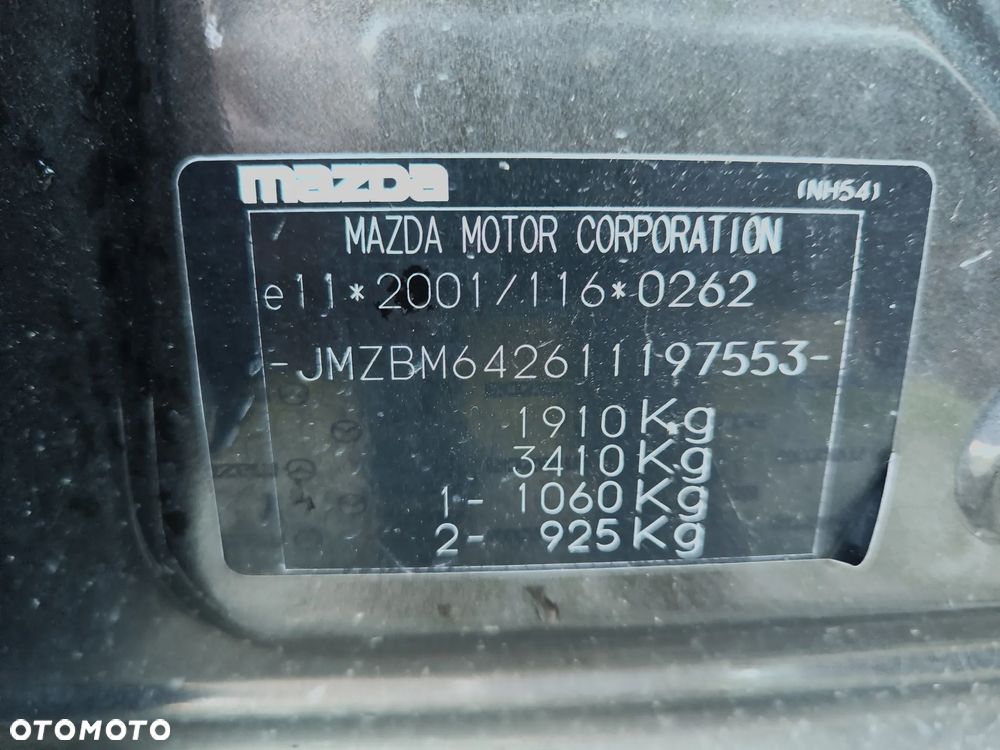 mazda (NH54)
MAZDA MOTOR CORPORATION
e11*2001/116*0262
-JMZBM642611197553-
1910Kg
3410Kg
1- 1060Kg
2- 925Kg
OTOMOTO